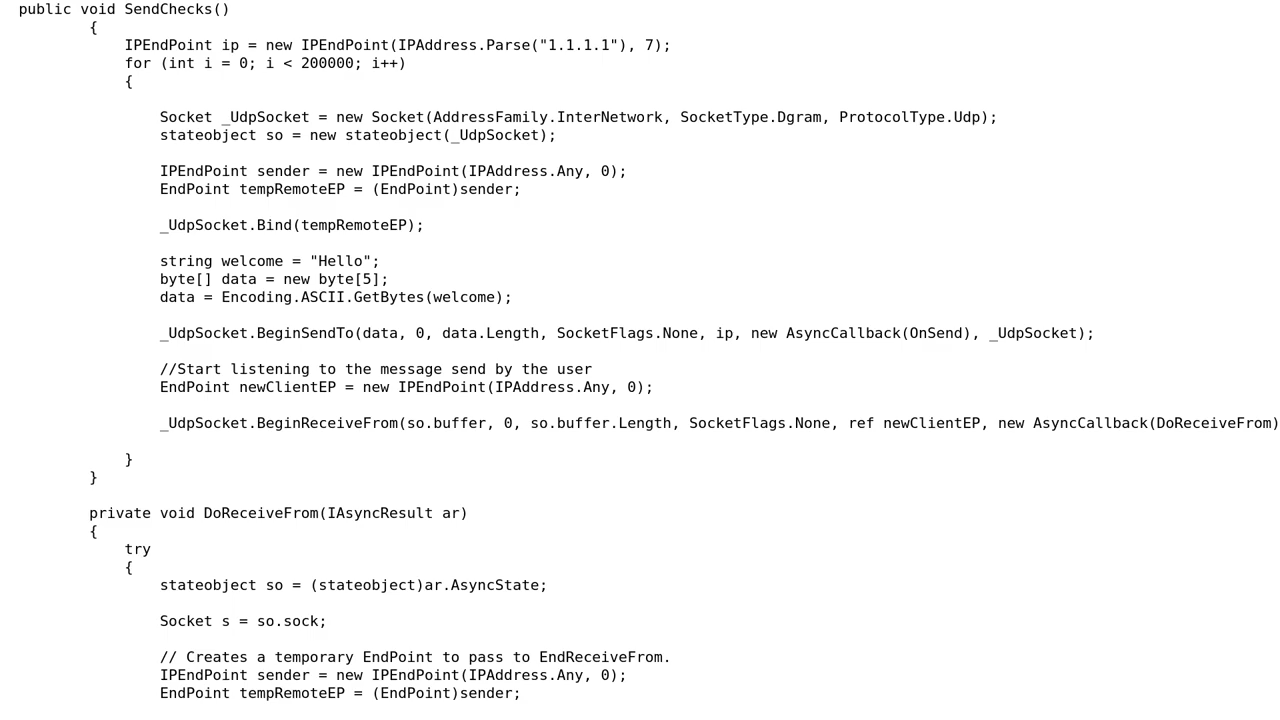 public void SendChecks()
{
IPEndPoint ip = new IPEndPoint(IPAddress.Parse("1.1.1.1"), 7);
for (int i = 0; i < 200000; i++)
{
Socket _UdpSocket = new Socket(AddressFamily.InterNetwork, SocketType.Dgram, ProtocolType.Udp);
stateobject so = new stateobject(_UdpSocket);
IPEndPoint sender = new IPEndPoint(IPAddress.Any, 0);
EndPoint tempRemoteEP = (EndPoint)sender;
_UdpSocket.Bind(tempRemoteEP);
string welcome = "Hello";
byte[] data = new byte[5];
data = Encoding.ASCII.GetBytes(welcome);
_UdpSocket.BeginSendTo(data, 0, data.Length, SocketFlags.None, ip, new AsyncCallback(OnSend), _UdpSocket);
//Start listening to the message send by the user
EndPoint newClientEP = new IPEndPoint(IPAddress.Any, 0);
_UdpSocket.BeginReceiveFrom(so.buffer, 0, so.buffer.Length, SocketFlags.None, ref newClientEP, new AsyncCallback(DoReceiveFrom)
}
}
private void DoReceiveFrom(IAsyncResult ar)
{
try
{
stateobject so = (stateobject)ar.AsyncState;
Socket s = so.sock;
// Creates a temporary EndPoint to pass to EndReceiveFrom.
IPEndPoint sender = new IPEndPoint(IPAddress.Any, 0);
EndPoint tempRemoteEP = (EndPoint)sender;